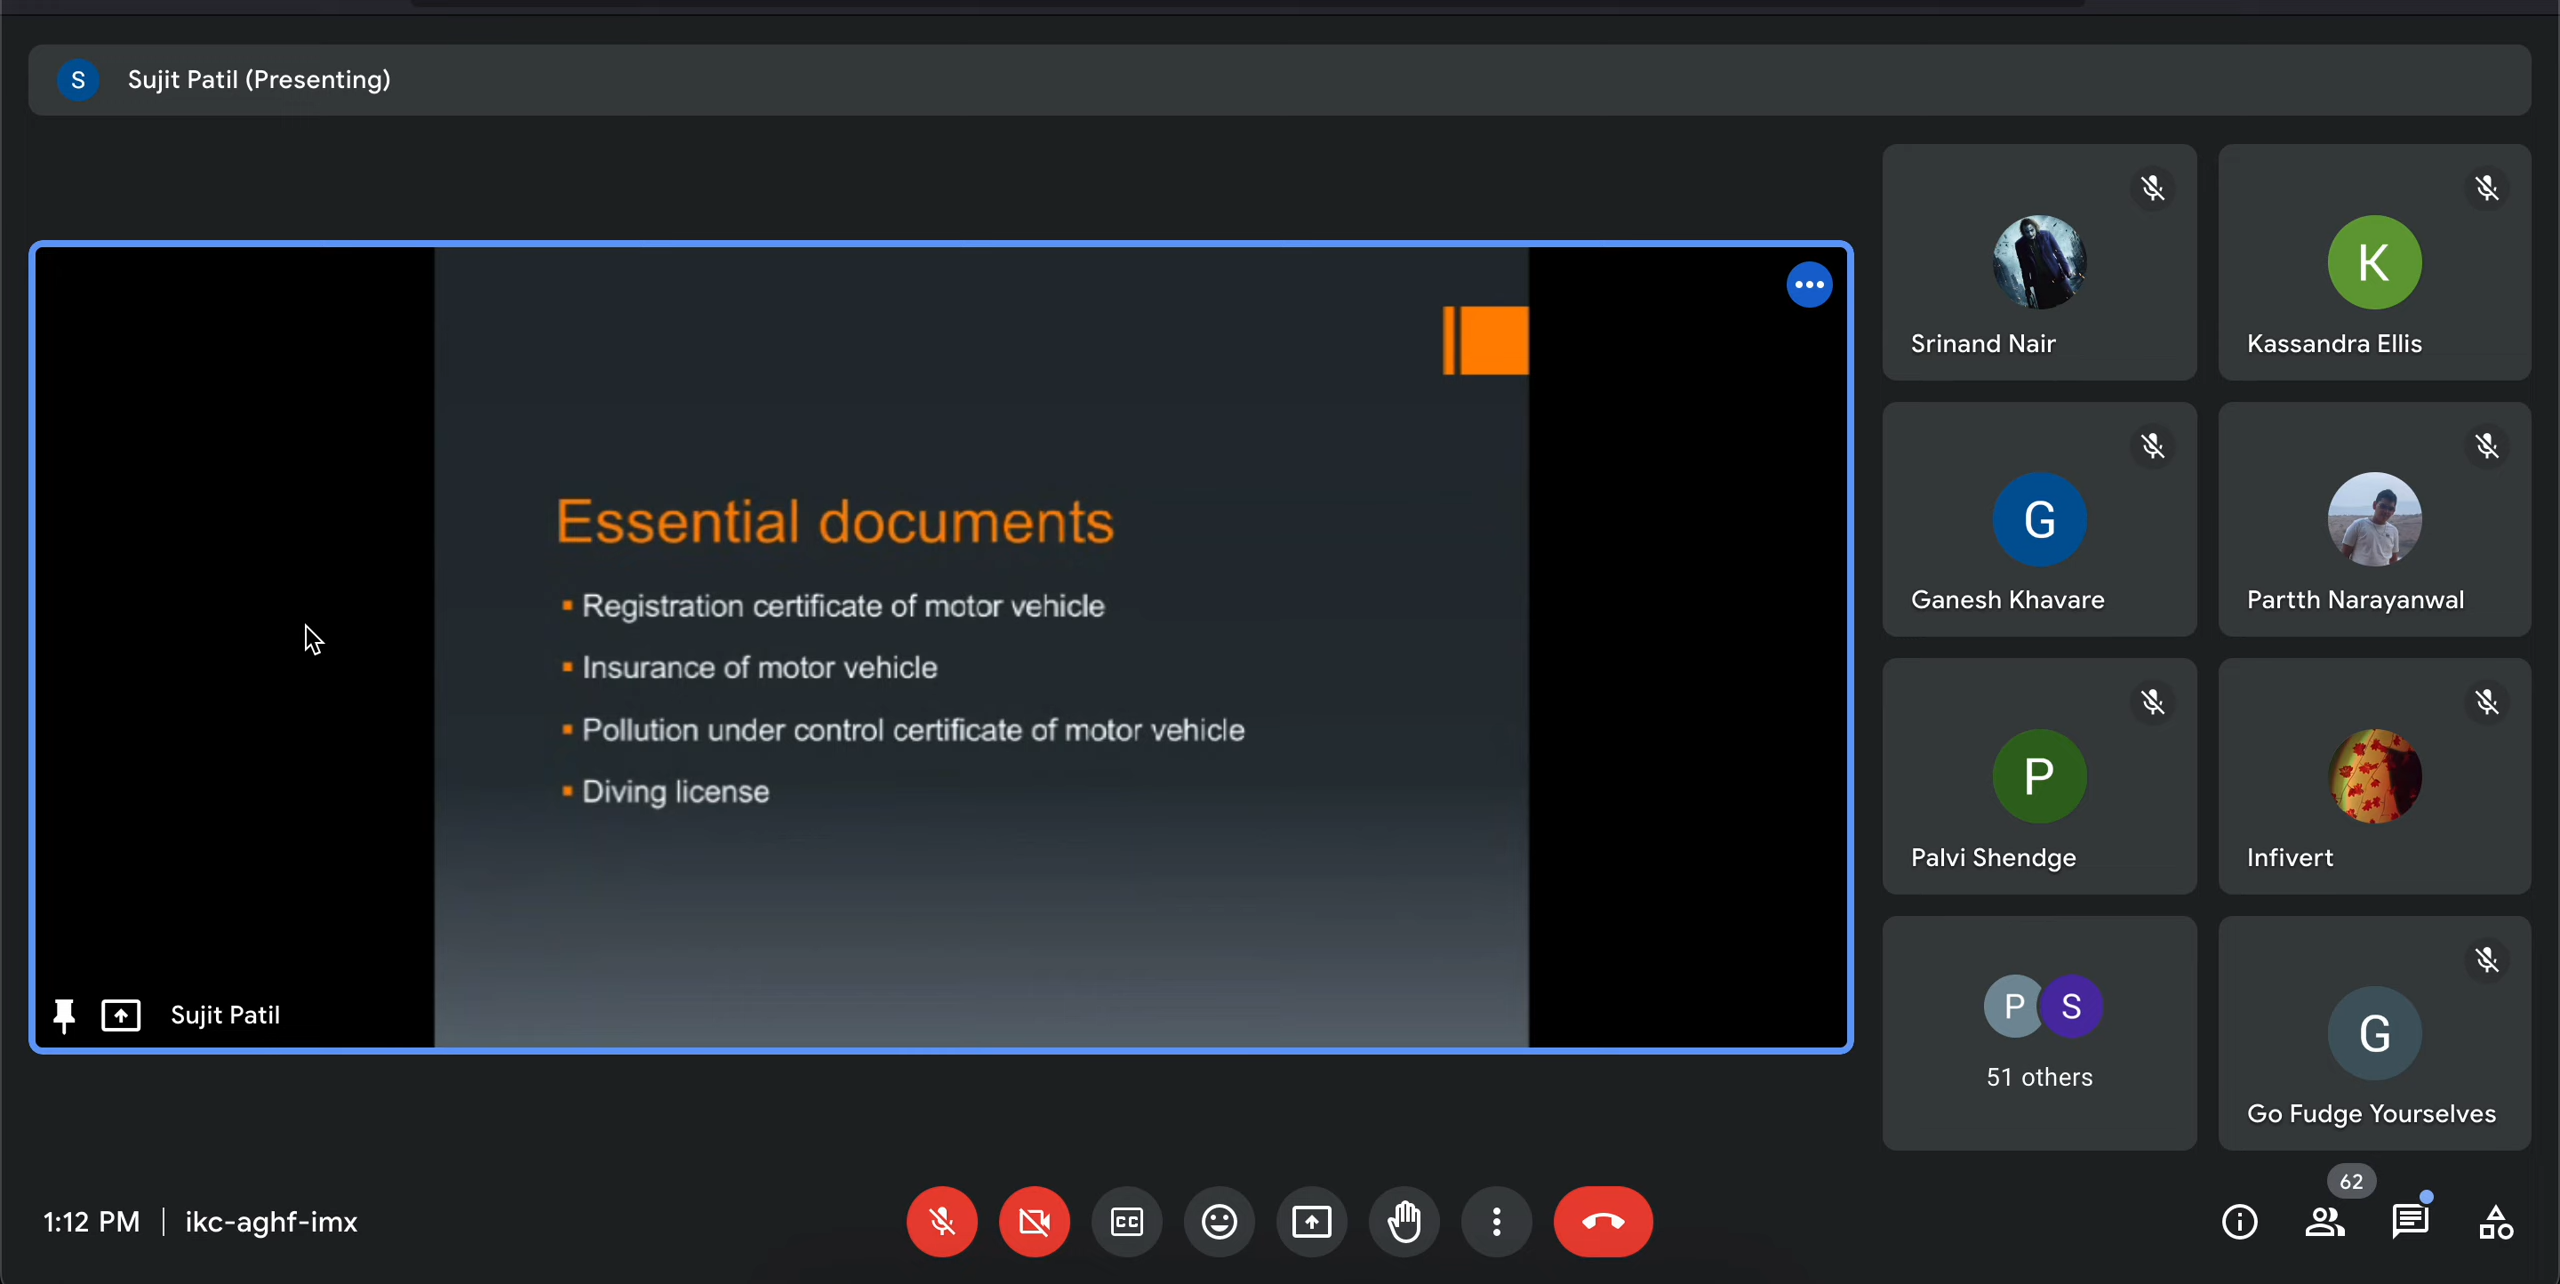 S Sujit Patil (Presenting)
Essential documents
Registration certificate of motor vehicle
Insurance of motor vehicle
Pollution under control certificate of motor vehicle
Diving license
Sujit Patil
Srinand Nair
K
Kassandra Ellis
G
Ganesh Khavare
Partth Narayanwal
P
Palvi Shendge
Infivert
P S
51 others
G
Go Fudge Yourselves
1:12 PM | ikc-aghf-imx
CC
62